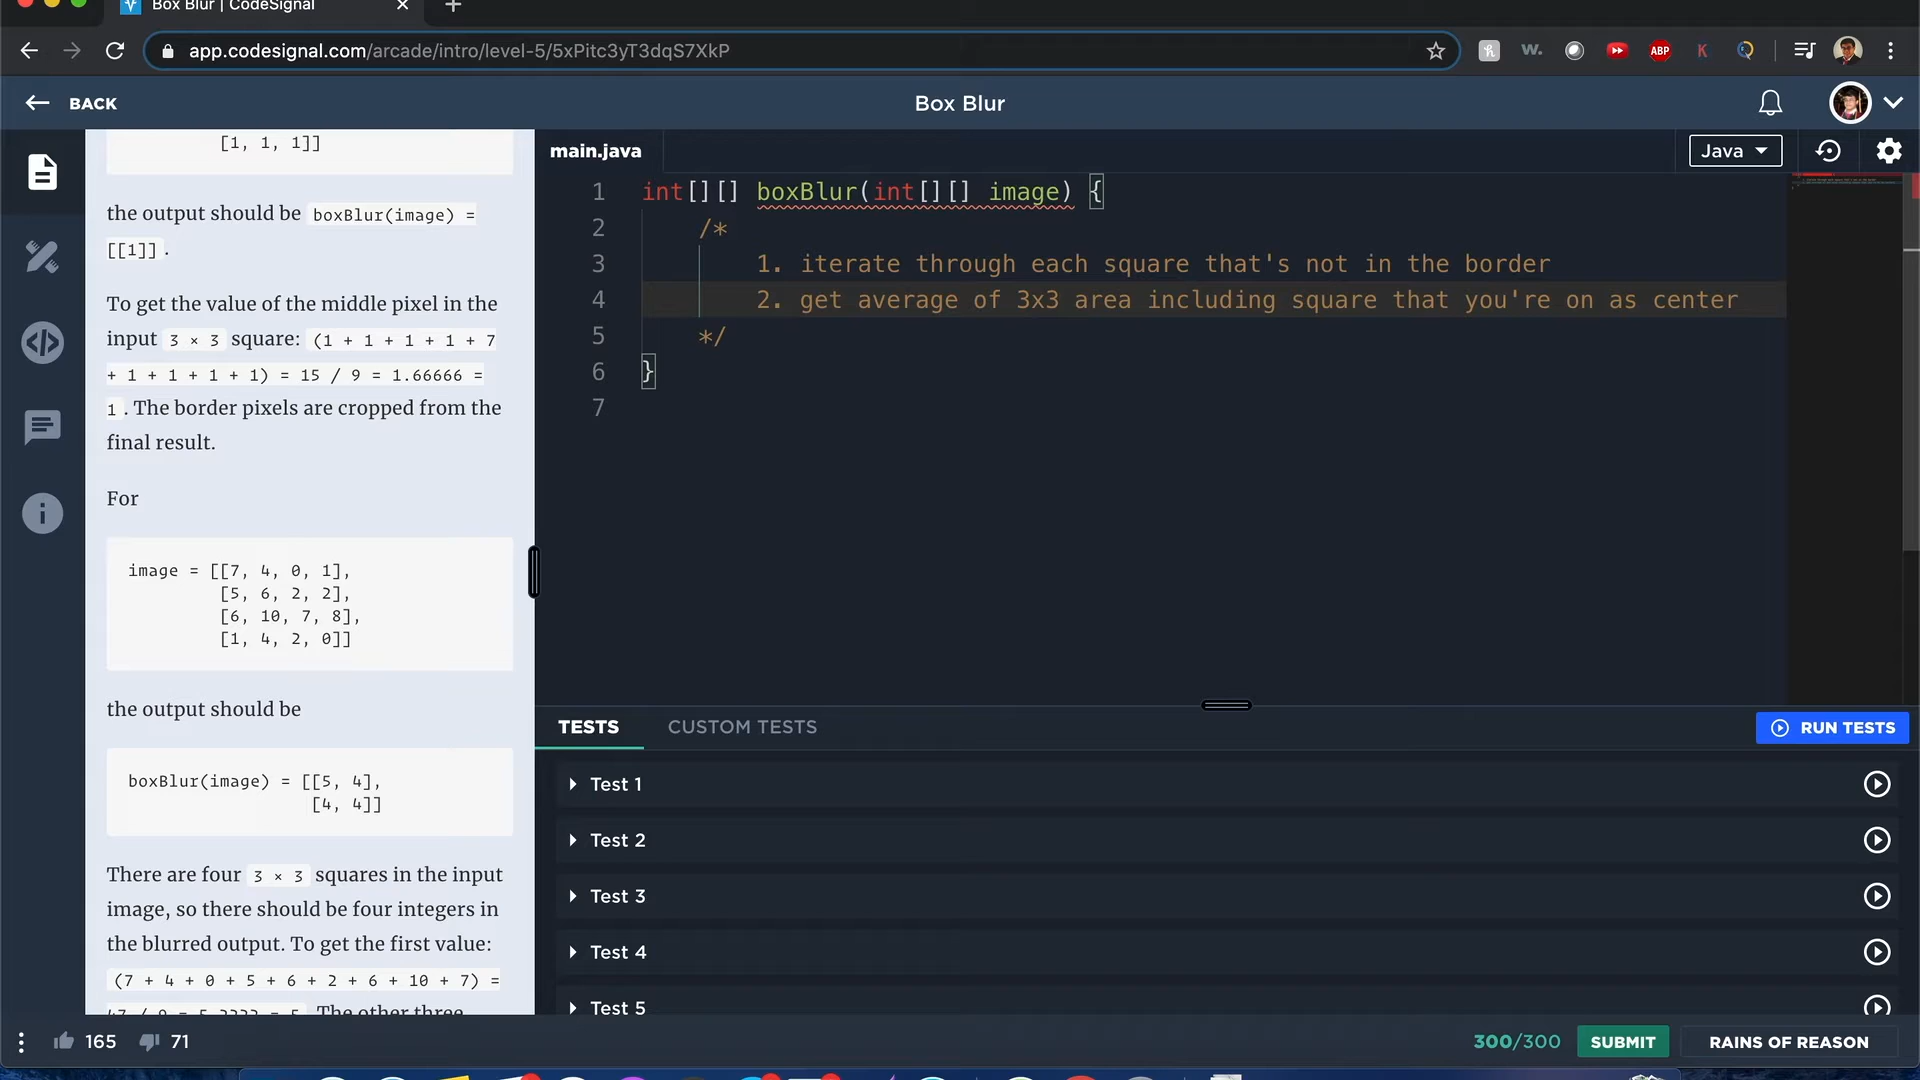 Box Blur | CodeSignal
app.codesignal.com/arcade/intro/level-5/5xPitc3yT3dqS7XkP
w.
ABP
K
BACK
Box Blur
[1, 1, 1]]
the output should be boxBlur(image) =
[[1]] .
To get the value of the middle pixel in the
input 3 × 3 square: (1 + 1 + 1 + 1 + 7
+ 1 + 1 + 1 + 1) = 15 / 9 = 1.66666 =
1 . The border pixels are cropped from the
final result.
For
image = [[7, 4, 0, 1],
[5, 6, 2, 2],
[6, 10, 7, 8],
[1, 4, 2, 0]]
the output should be
boxBlur(image) = [[5, 4],
[4, 4]]
There are four 3 × 3 squares in the input
image, so there should be four integers in
the blurred output. To get the first value:
(7 + 4 + 0 + 5 + 6 + 2 + 6 + 10 + 7) =
47 / 9 = 5.2222 = 5 . The other three
165
71
main.java
Java
1 int[][] boxBlur(int[][] image) {
2 /*
3 1. iterate through each square that's not in the border
4 2. get average of 3x3 area including square that you're on as center
5 */
6 }
7
TESTS
CUSTOM TESTS
RUN TESTS
Test 1
Test 2
Test 3
Test 4
Test 5
300/300
SUBMIT
RAINS OF REASON